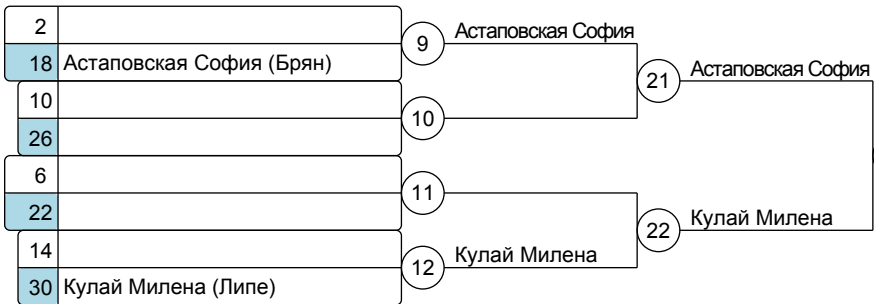 2
18 Астаповская София (Брян)
10
26
6
22
14
30 Кулай Милена (Липе)
9 Астаповская София
10
11
12 Кулай Милена
21 Астаповская София
22 Кулай Милена